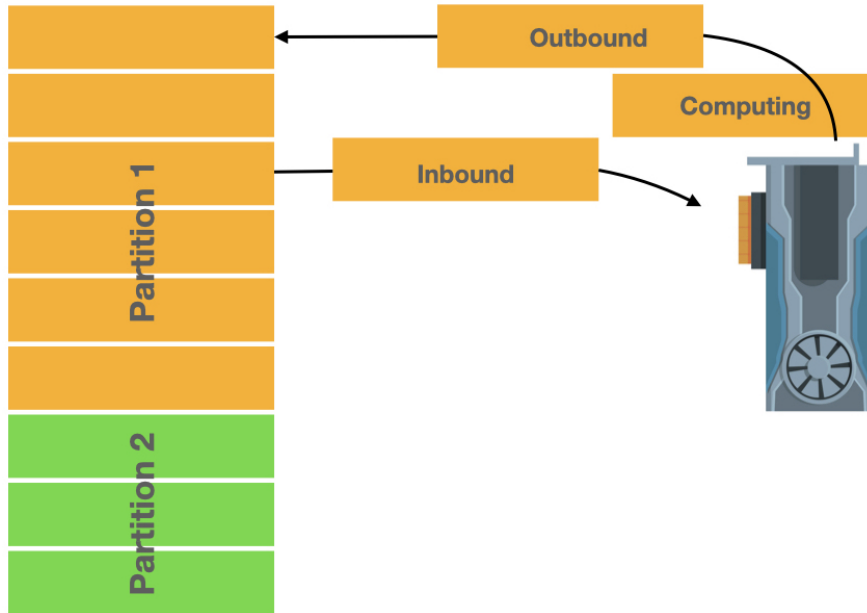 Outbound
Computing
Inbound
Partition 1
Partition 2